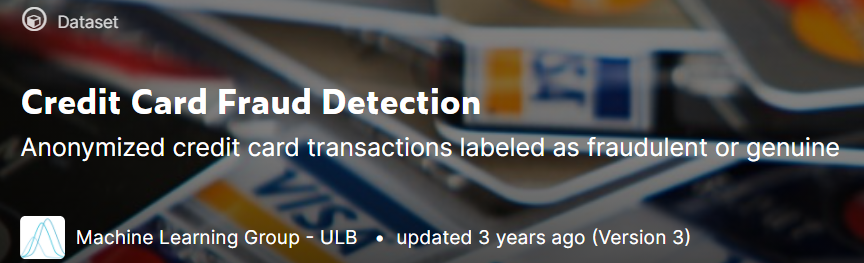 Dataset
Credit Card Fraud Detection
Anonymized credit card transactions labeled as fraudulent or genuine
VISA
Machine Learning Group - ULB • updated 3 years ago (Version 3)